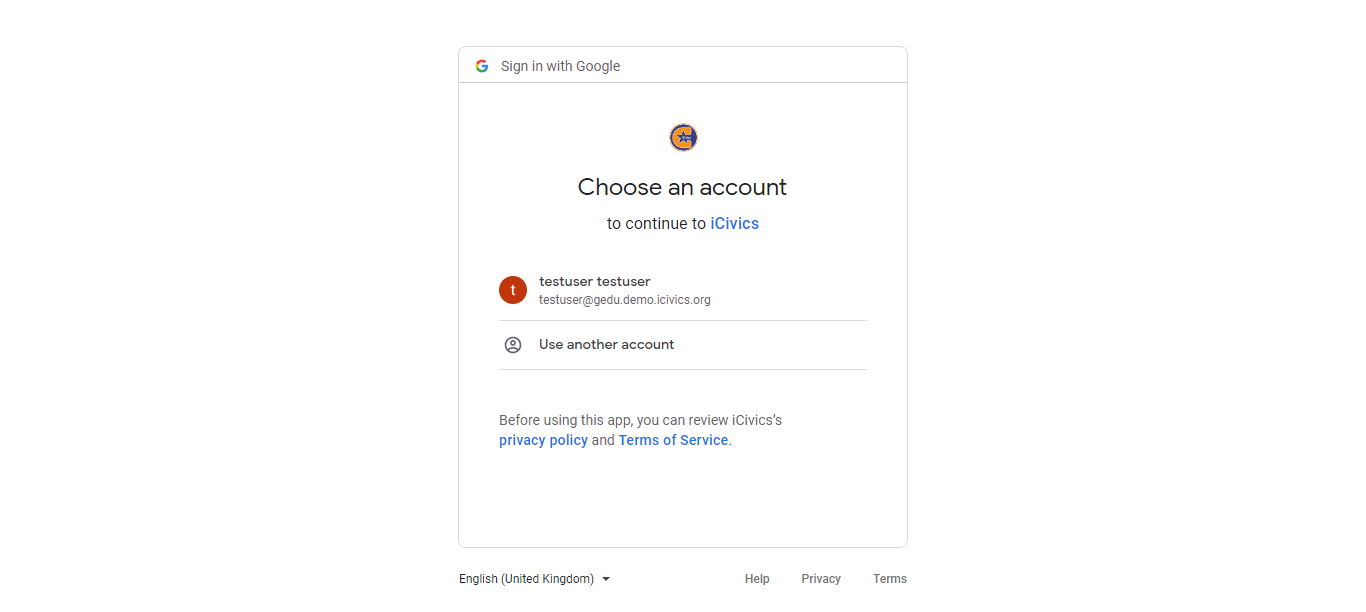 Sign in with Google
Choose an account
to continue to iCivics
t
testuser testuser
testuser@gedu.demo.icivics.org
Use another account
Before using this app, you can review iCivics’s
privacy policy and Terms of Service.
English (United Kingdom)
Help
Privacy
Terms